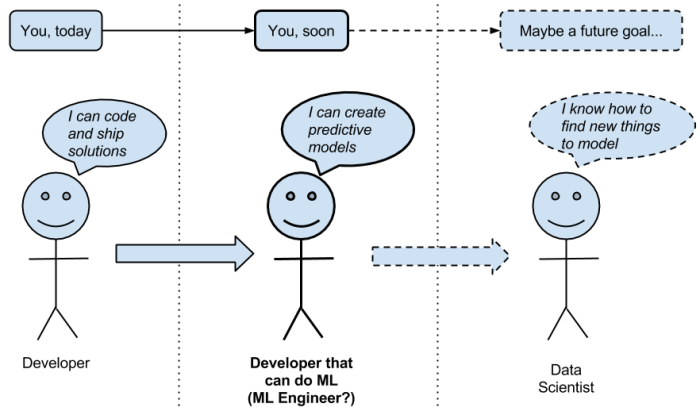 You, today
You, soon
Maybe a future goal...
I can code
and ship
solutions
I can create
predictive
models
I know how to
find new things
to model
Developer
Developer that
can do ML
(ML Engineer?)
Data
Scientist